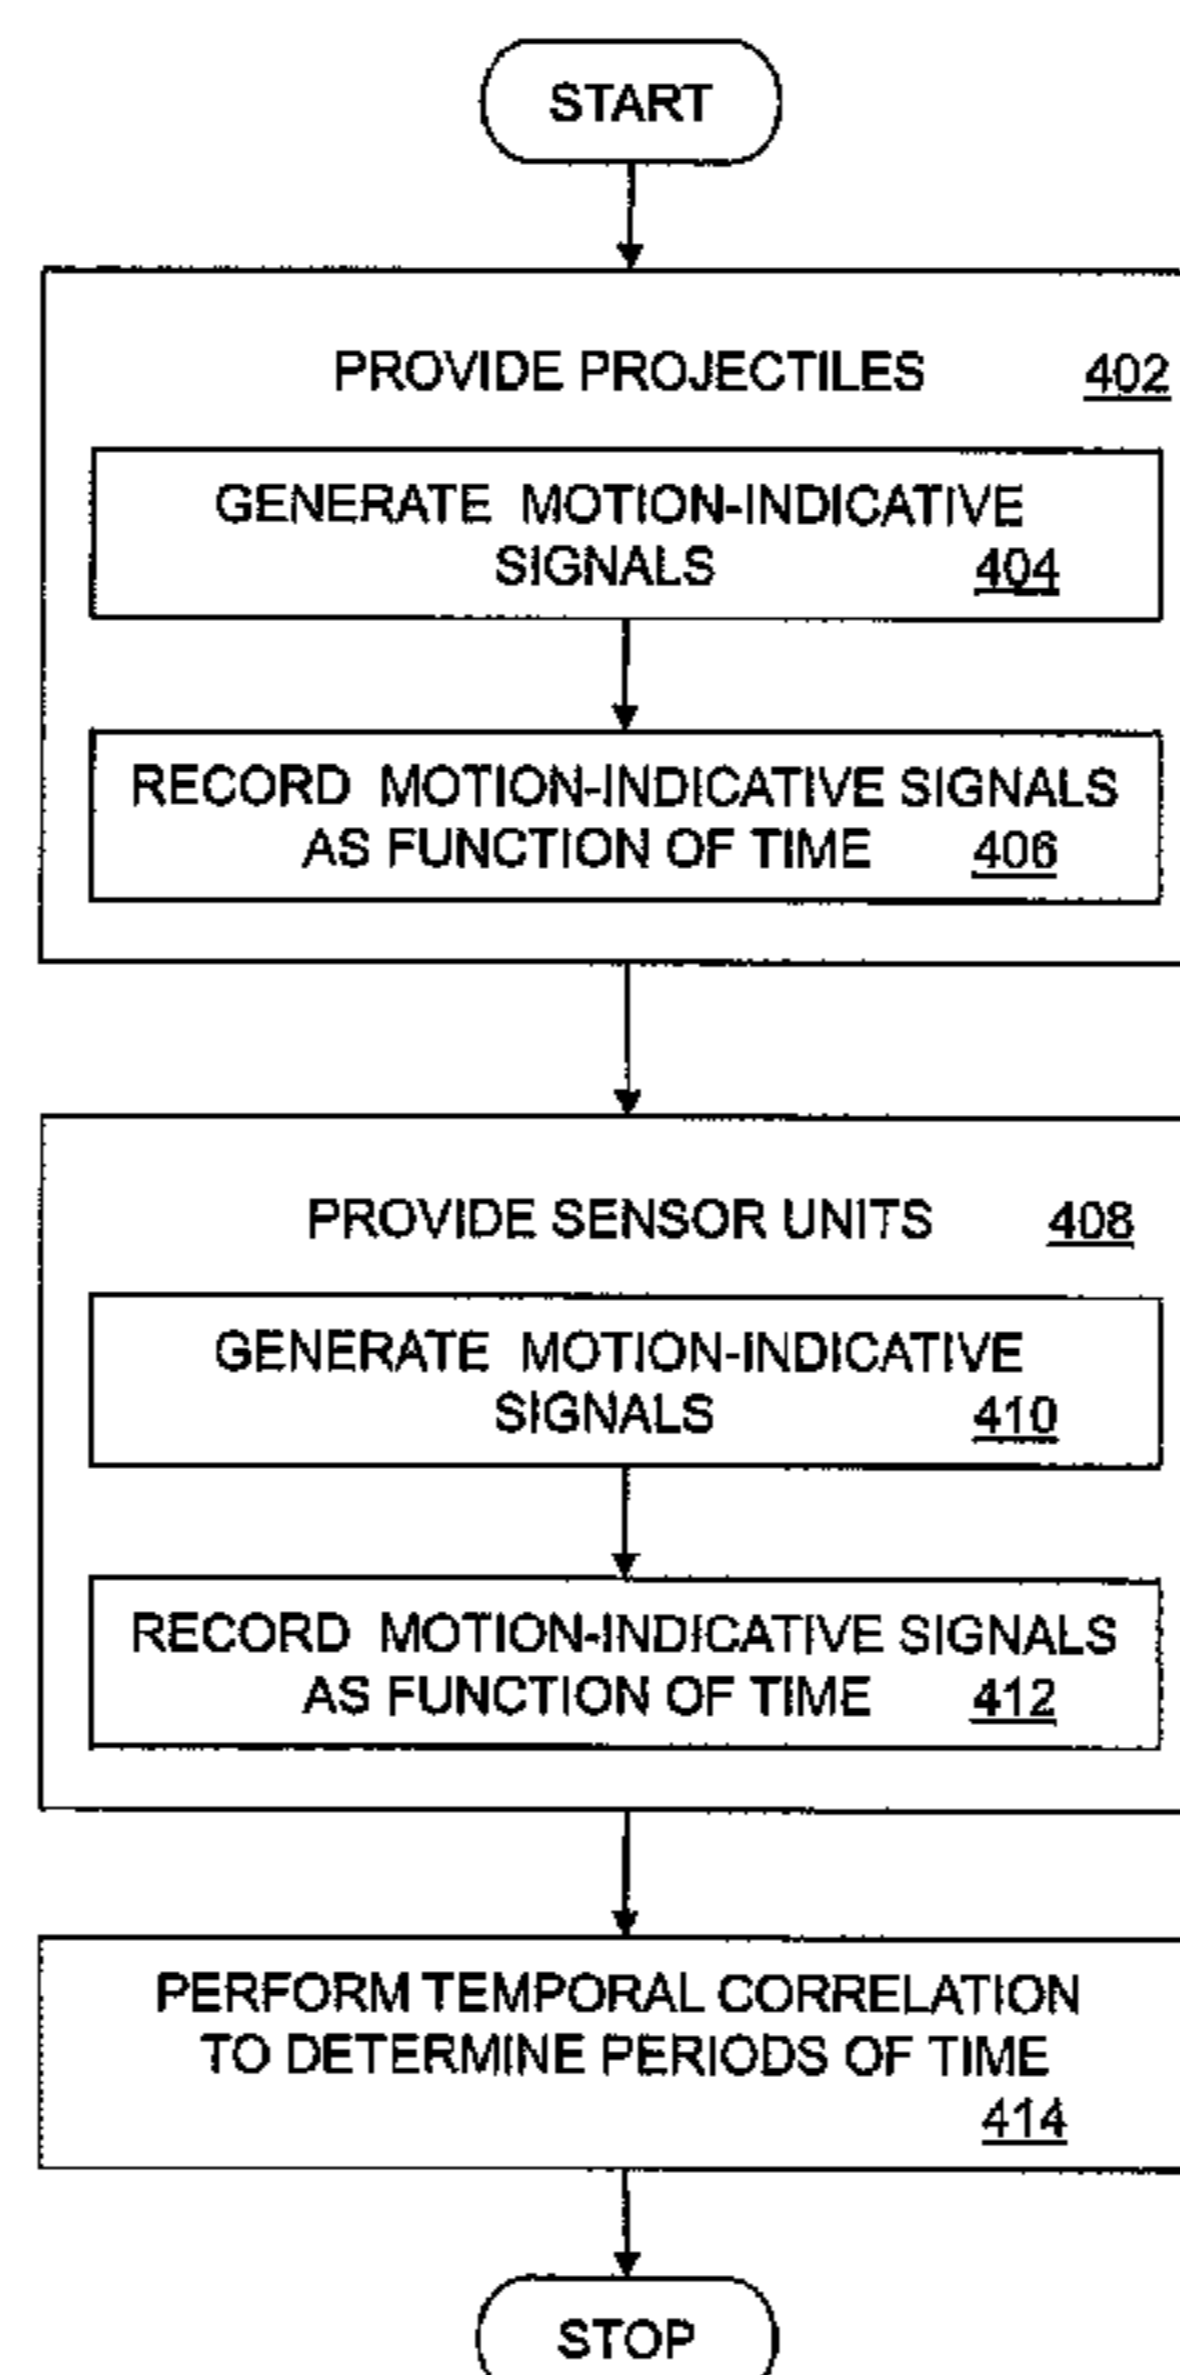 START
PROVIDE PROJECTILES 402
GENERATE MOTION-INDICATIVE
SIGNALS 404
RECORD MOTION-INDICATIVE SIGNALS
AS FUNCTION OF TIME 406
PROVIDE SENSOR UNITS 408
GENERATE MOTION-INDICATIVE
SIGNALS 410
RECORD MOTION-INDICATIVE SIGNALS
AS FUNCTION OF TIME 412
PERFORM TEMPORAL CORRELATION
TO DETERMINE PERIODS OF TIME
414
STOP